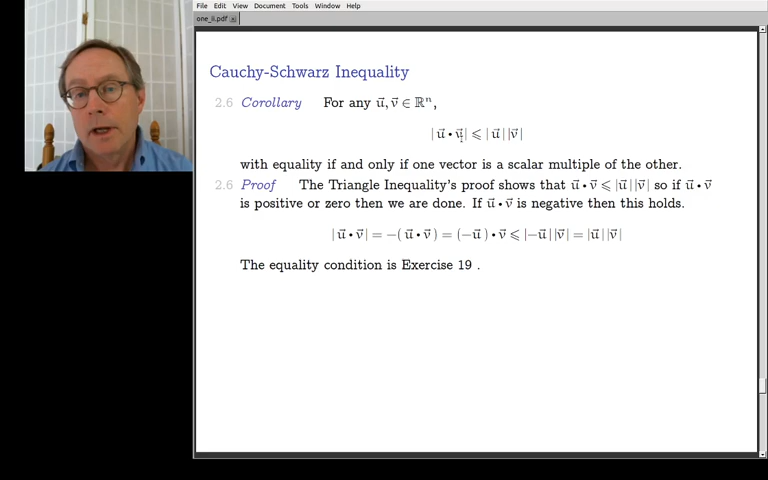 File Edit View Document Tools Window Help
one_ii.pdf
Cauchy-Schwarz Inequality
2.6 Corollary For any u⃗, v⃗ ∈ ℝⁿ,
| u⃗ • v⃗ | ⩽ | u⃗ | | v⃗ |
with equality if and only if one vector is a scalar multiple of the other.
2.6 Proof The Triangle Inequality's proof shows that u⃗ • v⃗ ⩽ | u⃗ | | v⃗ | so if u⃗ • v⃗
is positive or zero then we are done. If u⃗ • v⃗ is negative then this holds.
| u⃗ • v⃗ | = −( u⃗ • v⃗ ) = (−u⃗ ) • v⃗ ⩽ | −u⃗ | | v⃗ | = | u⃗ | | v⃗ |
The equality condition is Exercise 19 .